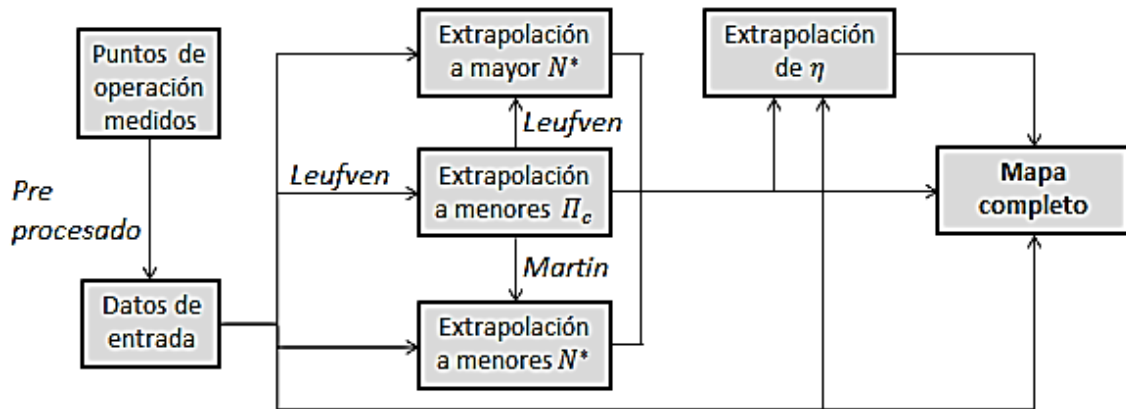 Puntos de
operación
medidos
Pre
procesado
Datos de
entrada
Leufven
Extrapolación
a mayor N*
Leufven
Extrapolación
a menores Π_c
Martin
Extrapolación
a menores N*
Extrapolación
de η
Mapa
completo